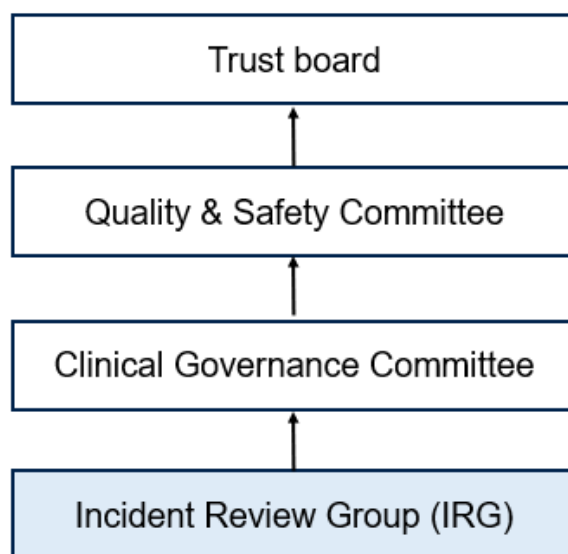 Trust board
Quality & Safety Committee
Clinical Governance Committee
Incident Review Group (IRG)